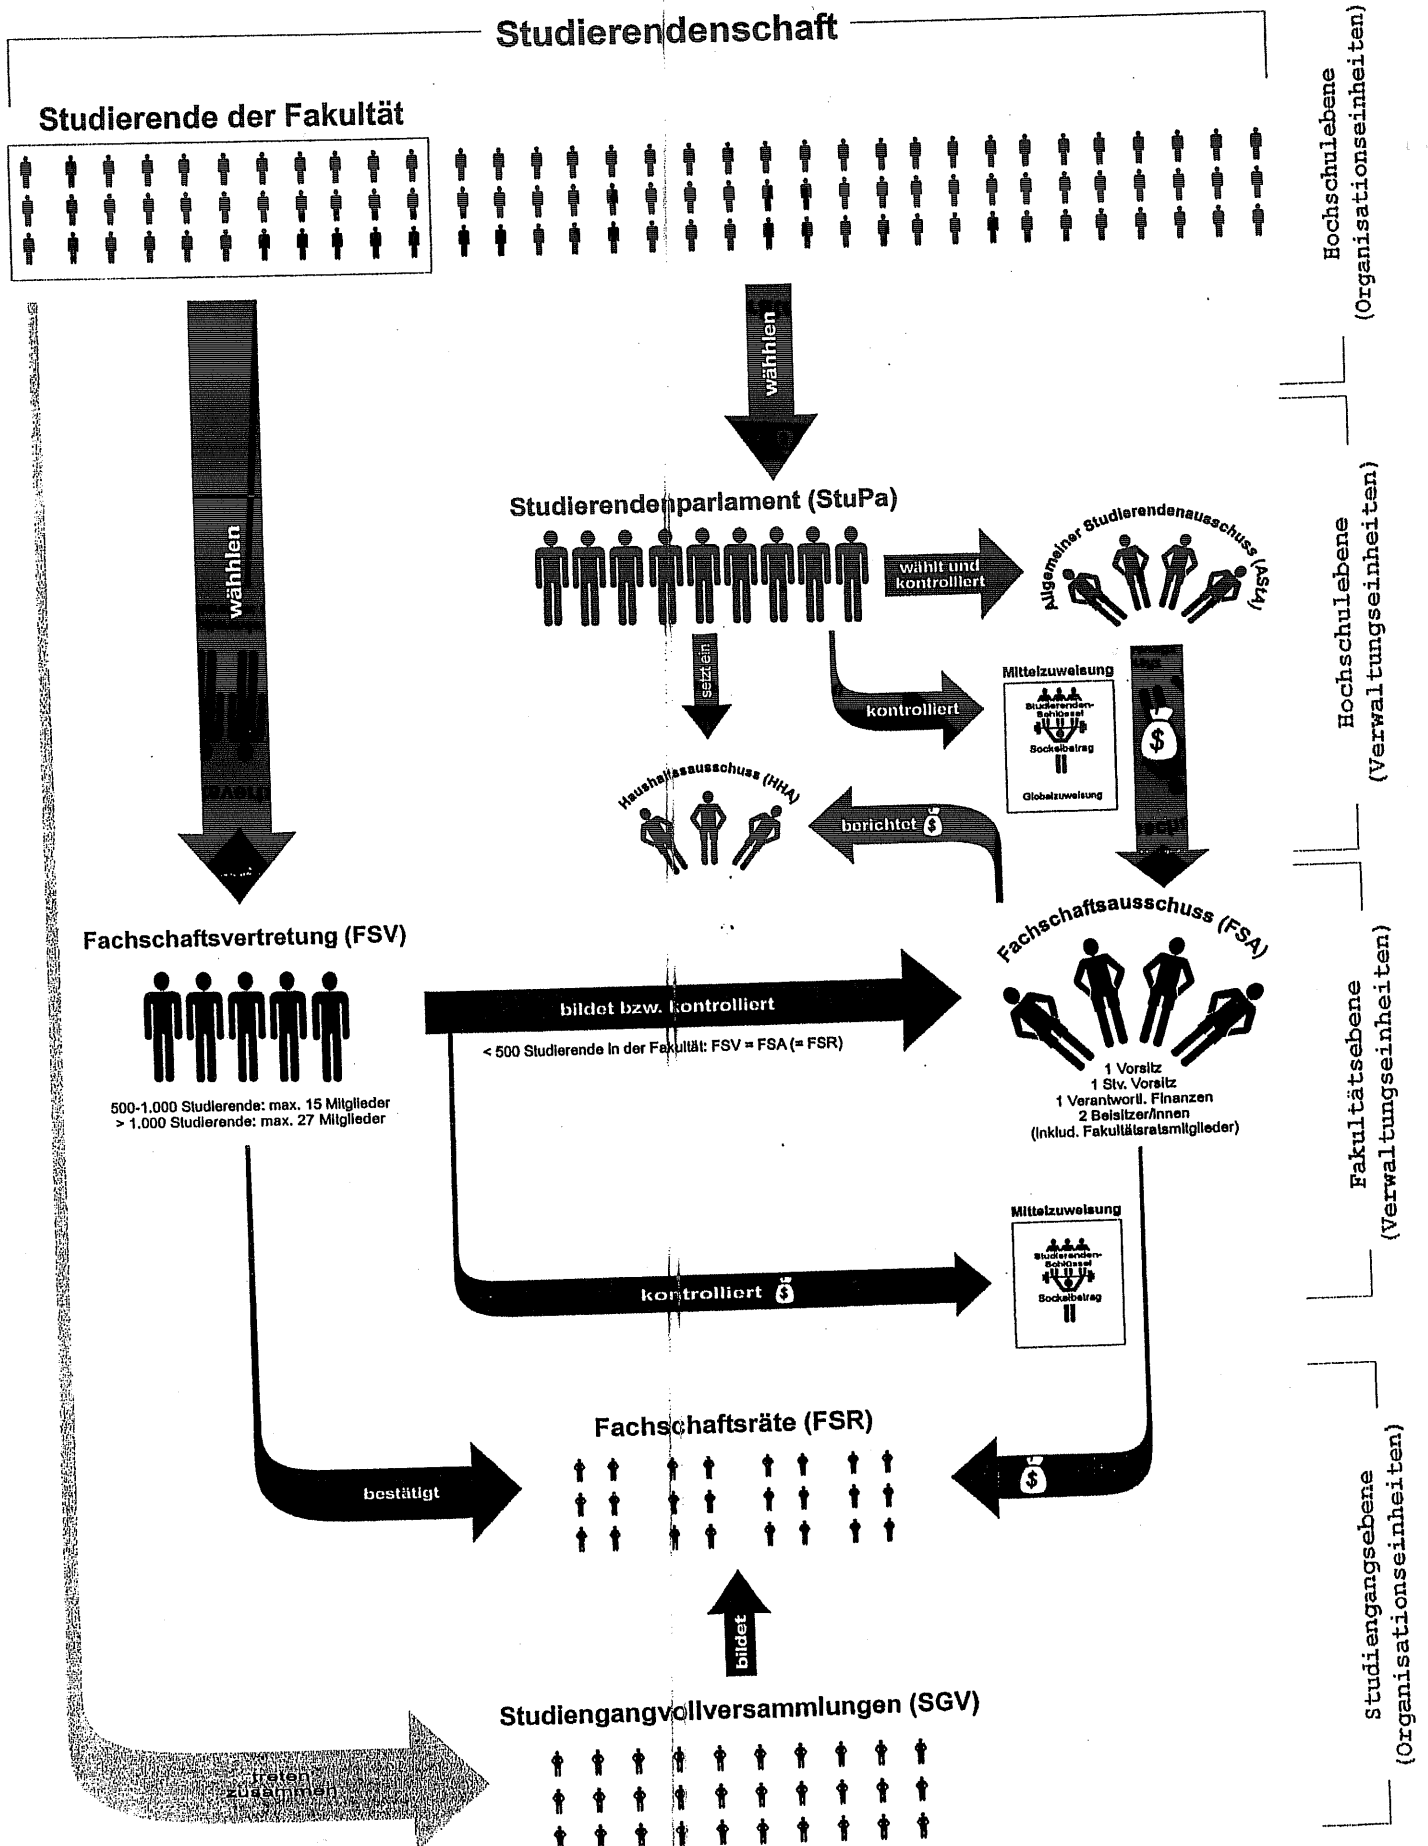 Studierendenschaft
Studierende der Fakultät
Hochschulebene
(Organisationseinheiten)
wählen
wählen
Studierendenparlament (StuPa)
wählt und
kontrolliert
Allgemeiner Studierendenausschuss (AStA)
setzt ein
kontrolliert
Mittelzuweisung
Studierenden-
Schlüssel
Sockelbetrag
Globalzuweisung
$
Hochschulebene
(Verwaltungseinheiten)
Haushaltsausschuss (HHA)
berichtet $
Fachschaftsvertretung (FSV)
Fachschaftsausschuss (FSA)
bildet bzw. kontrolliert
< 500 Studierende in der Fakultät: FSV = FSA (= FSR)
500-1.000 Studierende: max. 15 Mitglieder
> 1.000 Studierende: max. 27 Mitglieder
1 Vorsitz
1 Stv. Vorsitz
1 Verantwortl. Finanzen
2 Beisitzer/innen
(inklud. Fakultätsratsmitglieder)
Fakultätsebene
(Verwaltungseinheiten)
kontrolliert $
Mittelzuweisung
Studierenden-
Schlüssel
Sockelbetrag
Fachschaftsräte (FSR)
bestätigt
$
bildet
Studiengangvollversammlungen (SGV)
treten
zusammen
Studiengangsebene
(Organisationseinheiten)